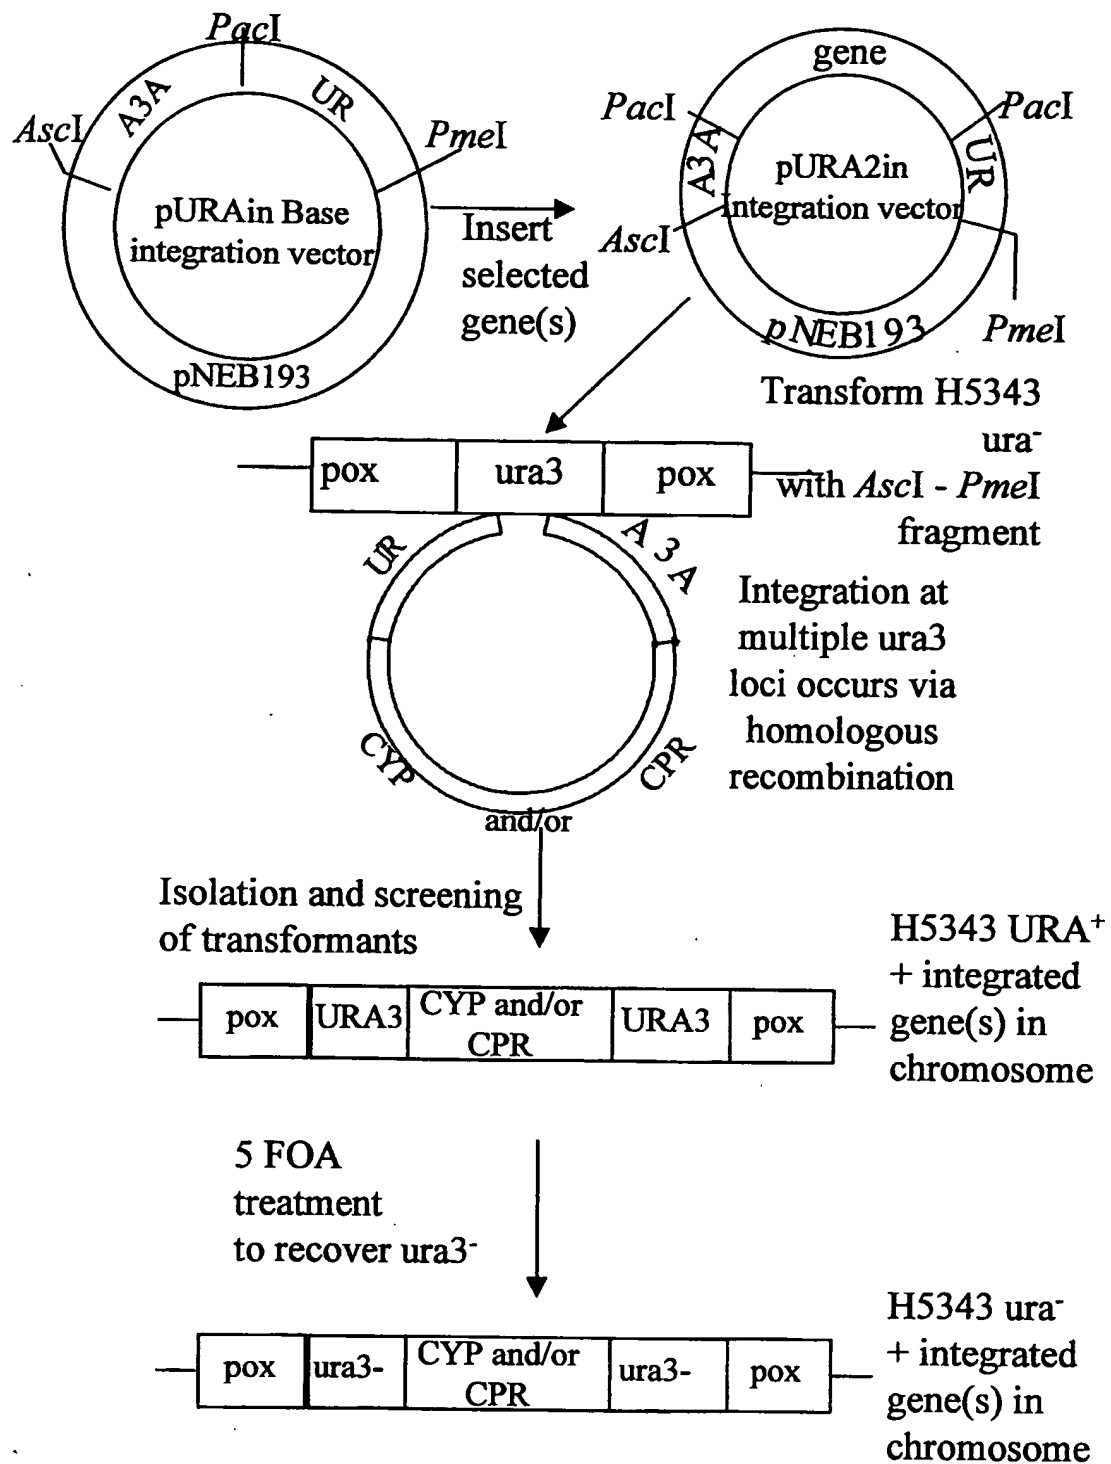 PacI
A3A
UR
AscI
PmeI
pURAin Base
integration vector
pNEB193
Insert
selected
gene(s)
gene
PacI
PacI
A3A
UR
pURA2in
integration vector
AscI
pNEB193
PmeI
Transform H5343
ura⁻
with AscI - PmeI
fragment
pox
ura3
pox
UR
A3A
CYP
CPR
and/or
Integration at
multiple ura3
loci occurs via
homologous
recombination
Isolation and screening
of transformants
pox
URA3
CYP and/or
CPR
URA3
pox
H5343 URA⁺
+ integrated
gene(s) in
chromosome
5 FOA
treatment
to recover ura3⁻
pox
ura3-
CYP and/or
CPR
ura3-
pox
H5343 ura⁻
+ integrated
gene(s) in
chromosome